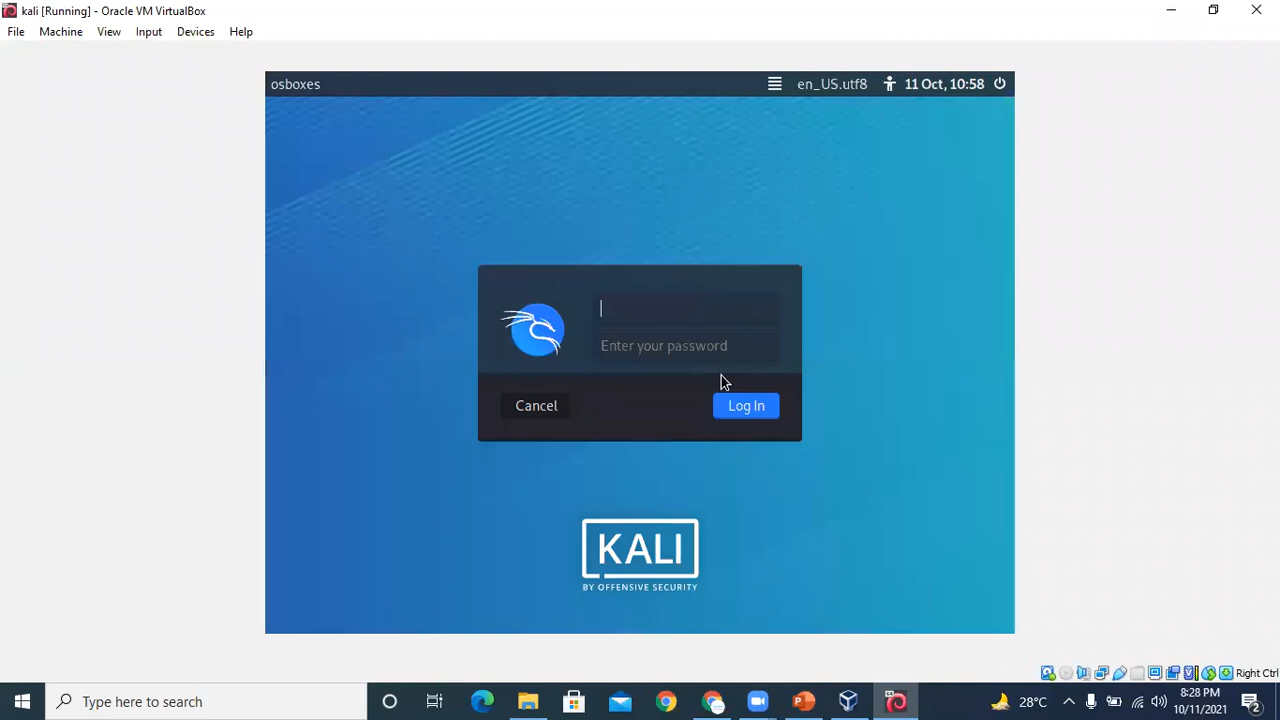 kali [Running] - Oracle VM VirtualBox
File Machine View Input Devices Help
osboxes en_US.utf8 11 Oct, 10:58
Enter your password
Cancel Log In
KALI
BY OFFENSIVE SECURITY
Right Ctrl
Type here to search 28°C 8:28 PM
10/11/2021 2